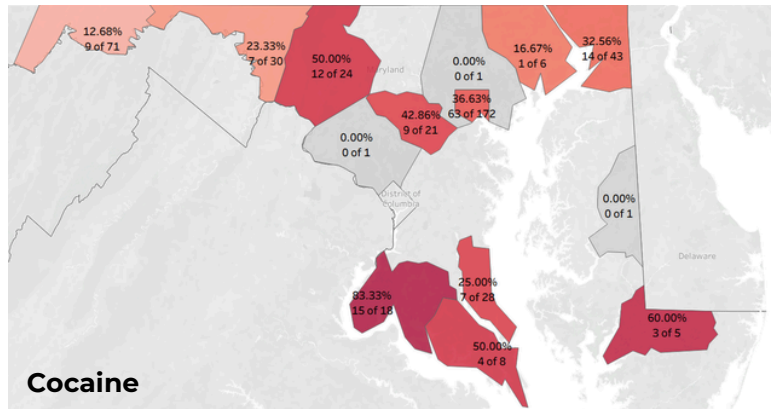 12.68%
9 of 71
23.33%
7 of 30
50.00%
12 of 24
Maryland
0.00%
0 of 1
16.67%
1 of 6
32.56%
14 of 43
42.86%
9 of 21
36.63%
63 of 172
0.00%
0 of 1
District of
Columbia
0.00%
0 of 1
Delaware
83.33%
15 of 18
25.00%
7 of 28
50.00%
4 of 8
60.00%
3 of 5
Cocaine